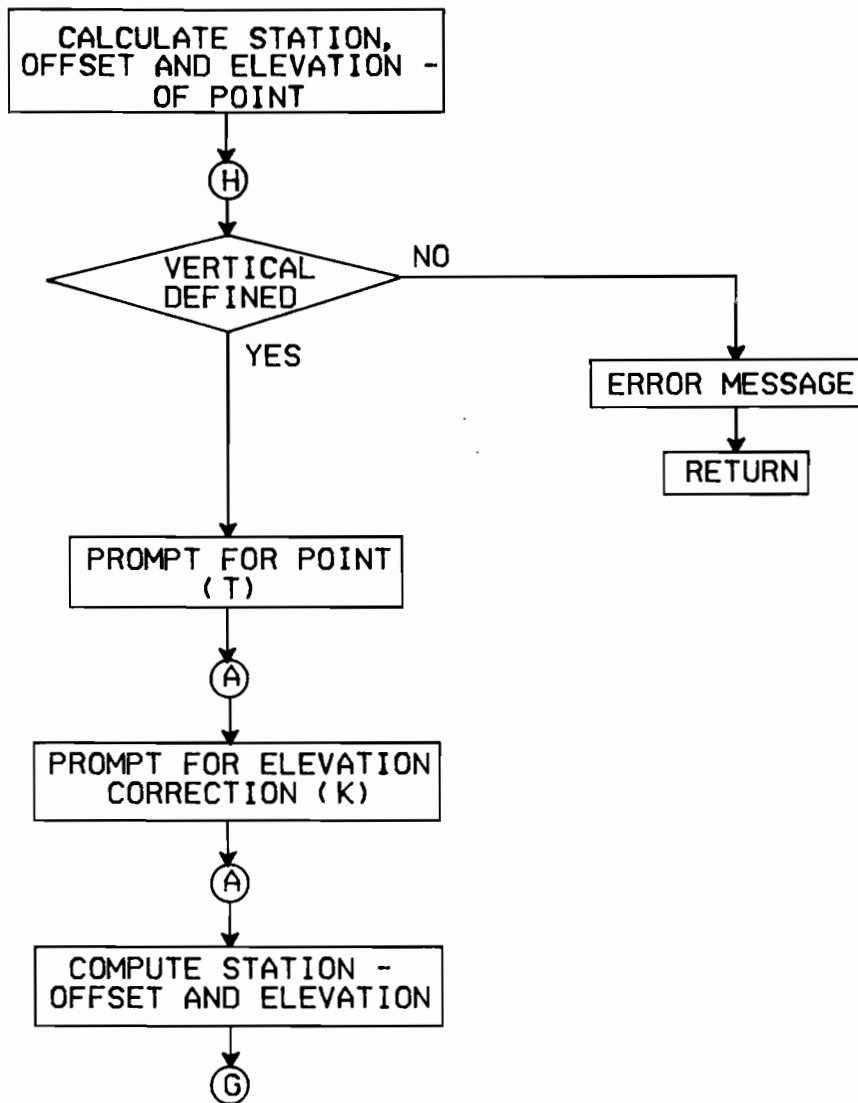 CALCULATE STATION,
OFFSET AND ELEVATION -
OF POINT
H
VERTICAL
DEFINED
NO
YES
ERROR MESSAGE
RETURN
PROMPT FOR POINT
(T)
A
PROMPT FOR ELEVATION
CORRECTION (K)
A
COMPUTE STATION -
OFFSET AND ELEVATION
G